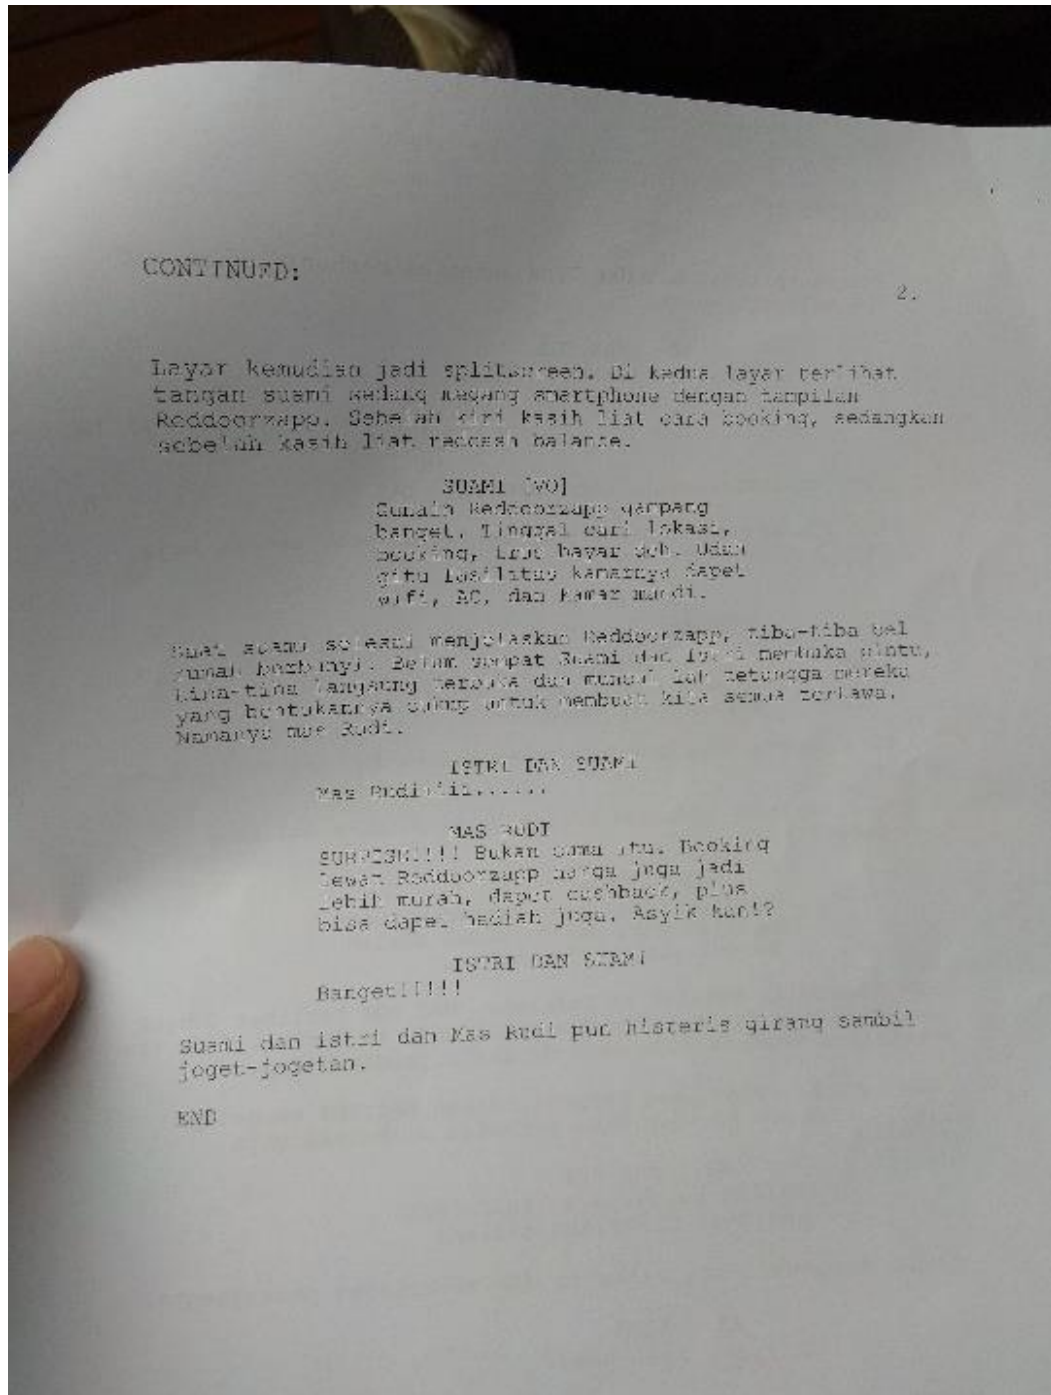 CONTINUED:
2.
Layar kemudian jadi splitscreen. Di kedua layar terlihat
tangan suami sedang megang smartphone dengan tampilan
Reddoorzapp. Sebelah kiri kasih liat cara booking, sedangkan
sebelah kasih liat redcash balance.
SUAMI [VO]
Gunain Reddoorzapp gampang
banget. Tinggal cari lokasi,
booking, trus bayar deh. Udah
gitu fasilitas kamarnya dapet
wifi, AC, dan kamar mandi.
Saat suami selesai menjelaskan Reddoorzapp, tiba-tiba bel
rumah berbunyi. Belum sempat Suami dan istri membuka pintu,
tiba-tiba langsung terbuka dan muncul lah tetangga mereka
yang bentukannya cukup untuk membuat kita semua tertawa.
Namanya mas Rudi.
ISTRI DAN SUAMI
Mas Rudiiiii......
MAS RUDI
Bukan cuma itu. Booking
lewat Reddoorzapp harga juga jadi
lebih murah, dapet cashback, plus
bisa dapet hadiah juga. Asyik kan!?
ISTRI DAN SUAMI
Banget!!!!!!
Suami dan istri dan Mas Rudi pun histeris girang sambil
joget-jogetan.
END